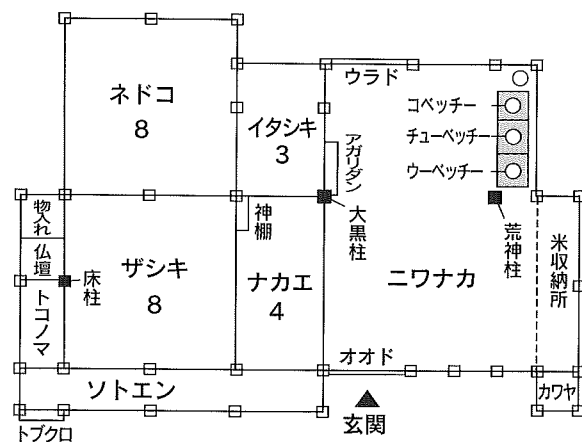 ネドコ
8
イタシキ
3
ウラド
コベッチー
チューベッチー
ウーベッチー
アガリダン
大黒柱
荒神柱
米収納所
物入れ
仏壇
トコノマ
床柱
ザシキ
8
神棚
ナカエ
4
ニワナカ
オオド
玄関
ソトエン
トブクロ
カワヤ